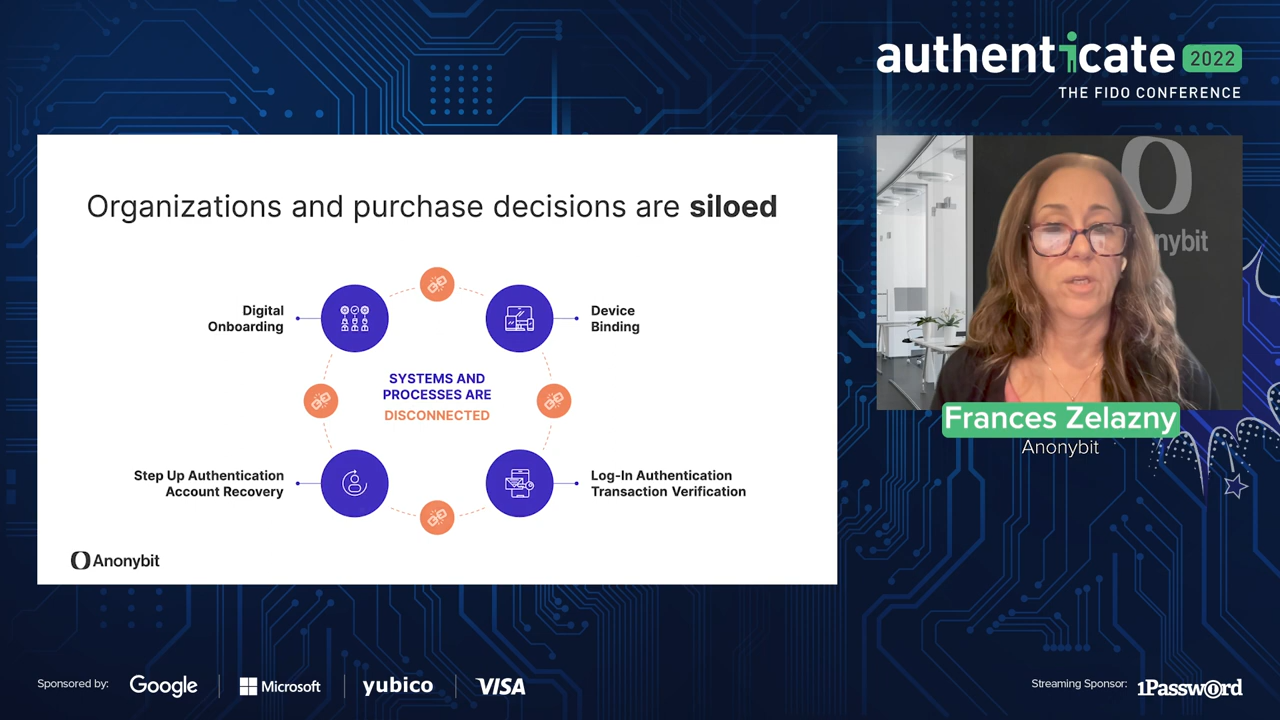 authenticate 2022
THE FIDO CONFERENCE
Organizations and purchase decisions are siloed
Digital
Onboarding
Device
Binding
SYSTEMS AND
PROCESSES ARE
DISCONNECTED
Step Up Authentication
Account Recovery
Log-In Authentication
Transaction Verification
Anonybit
nybit
Frances Zelazny
Anonybit
Sponsored by:
Google
Microsoft
yubico
VISA
Streaming Sponsor:
1Password